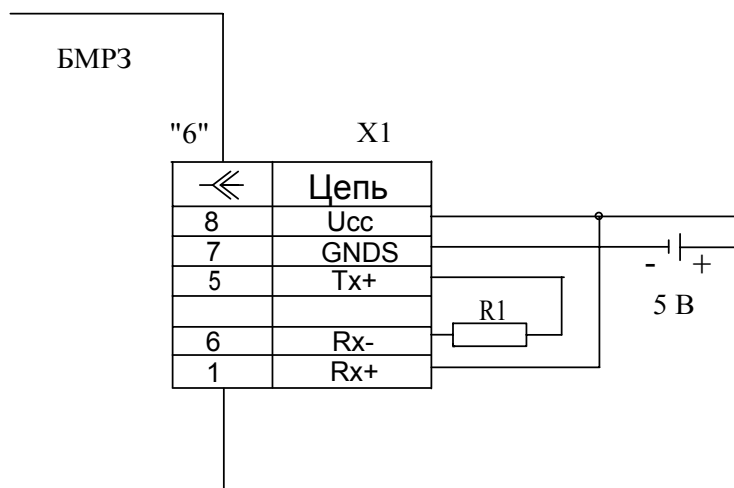 БМРЗ
"6" X1
Цепь
8 Ucc
7 GNDS
5 Tx+
- +
5 В
R1
6 Rx-
1 Rx+